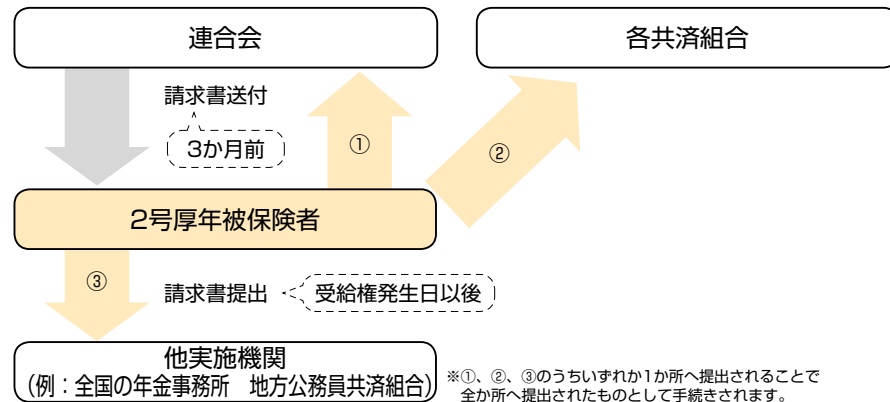 連合会
各共済組合
請求書送付
3か月前
①
②
2号厚年被保険者
③
請求書提出
受給権発生日以後
他実施機関
(例：全国の年金事務所　地方公務員共済組合)
※①、②、③のうちいずれか1か所へ提出されることで
全か所へ提出されたものとして手続きされます。